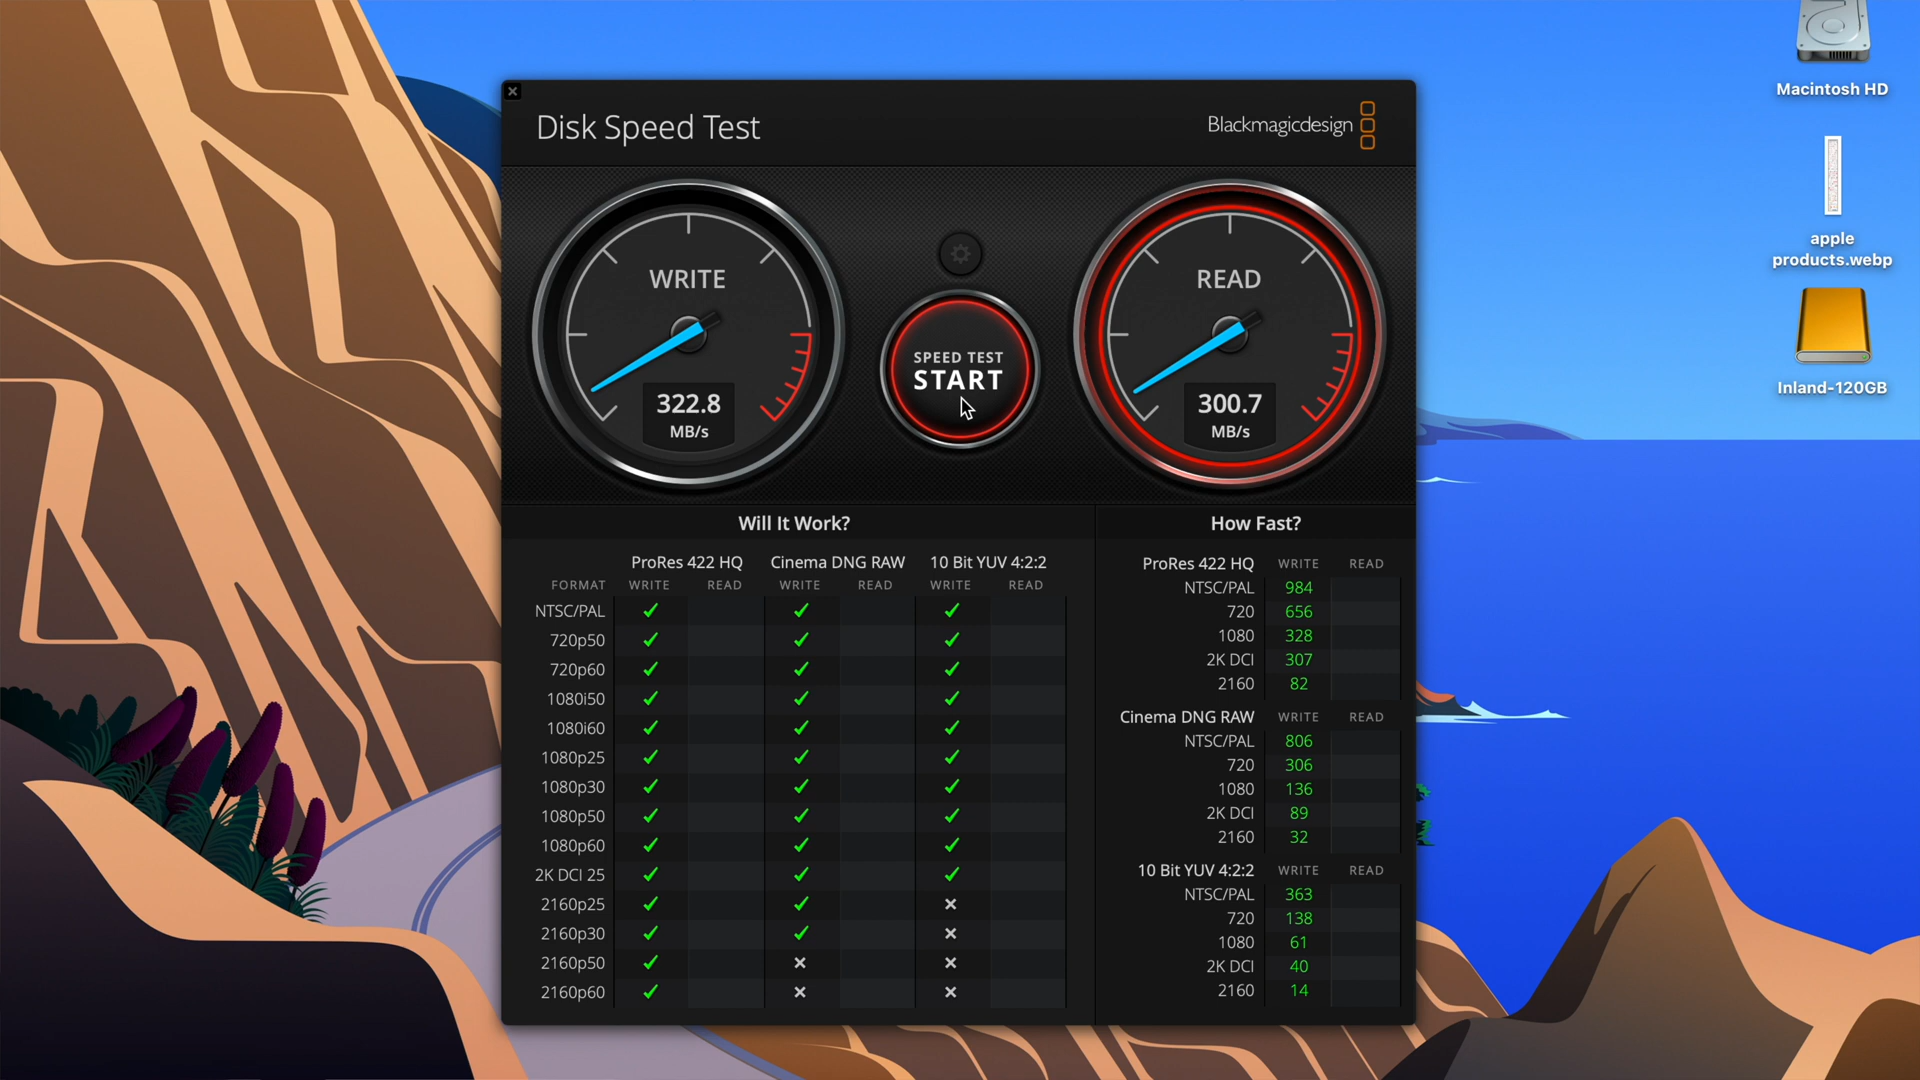 Disk Speed Test
Blackmagicdesign
WRITE
322.8
MB/s
SPEED TEST
START
READ
300.7
MB/s
Macintosh HD
apple
products.webp
Inland-120GB
Will It Work?
ProRes 422 HQ Cinema DNG RAW 10 Bit YUV 4:2:2
FORMAT WRITE READ WRITE READ WRITE READ
NTSC/PAL ✓ ✓ ✓
720p50 ✓ ✓ ✓
720p60 ✓ ✓ ✓
1080i50 ✓ ✓ ✓
1080i60 ✓ ✓ ✓
1080p25 ✓ ✓ ✓
1080p30 ✓ ✓ ✓
1080p50 ✓ ✓ ✓
1080p60 ✓ ✓ ✓
2K DCI 25 ✓ ✓ ✓
2160p25 ✓ ✓ ×
2160p30 ✓ ✓ ×
2160p50 ✓ × ×
2160p60 ✓ × ×
How Fast?
ProRes 422 HQ WRITE READ
NTSC/PAL 984
720 656
1080 328
2K DCI 307
2160 82
Cinema DNG RAW WRITE READ
NTSC/PAL 806
720 306
1080 136
2K DCI 89
2160 32
10 Bit YUV 4:2:2 WRITE READ
NTSC/PAL 363
720 138
1080 61
2K DCI 40
2160 14